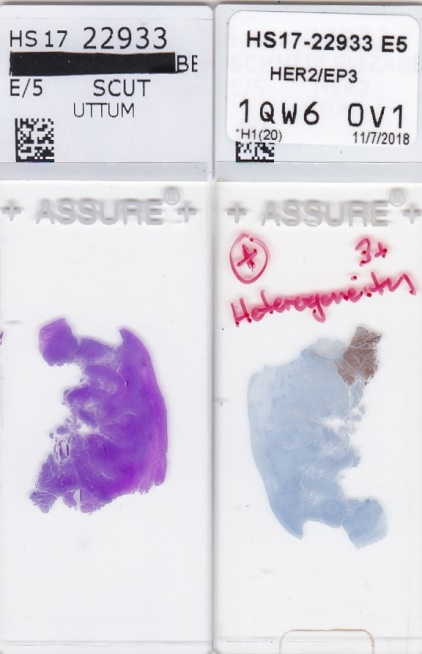 HS 17 22933
BE
E/5 SCUT
UTTUM
+ ASSURE® +
HS17-22933 E5
HER2/EP3
1QW6 0V1
*H1(20) 11/7/2018
+ ASSURE® +
+ 3+
Heterogeneity